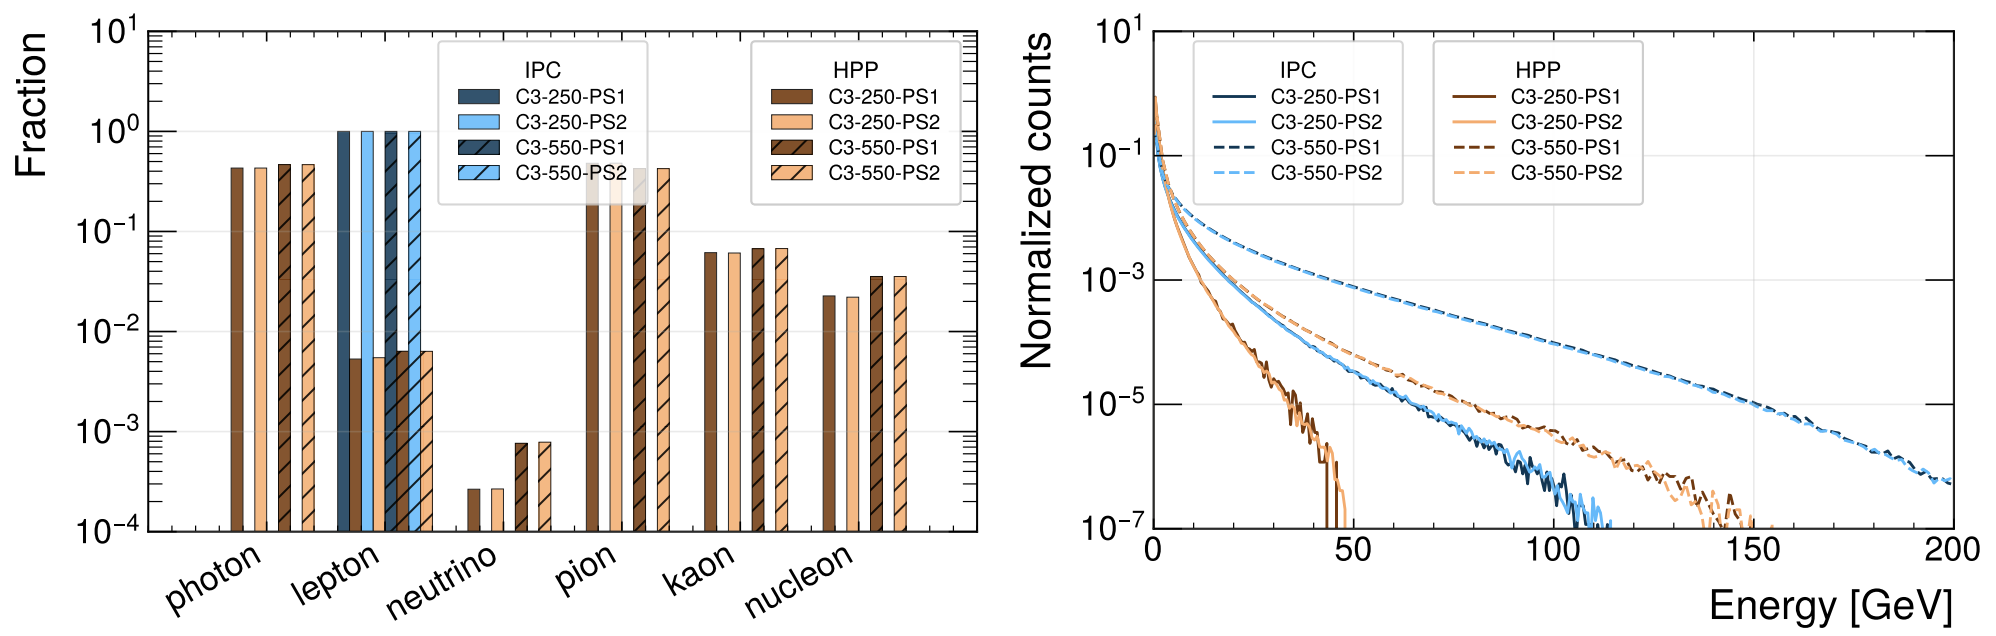 Fraction
10^1
10^0
10^−1
10^−2
10^−3
10^−4
IPC
C3-250-PS1
C3-250-PS2
C3-550-PS1
C3-550-PS2
HPP
C3-250-PS1
C3-250-PS2
C3-550-PS1
C3-550-PS2
photon
lepton
neutrino
pion
kaon
nucleon
Normalized counts
10^1
10^−1
10^−3
10^−5
10^−7
IPC
C3-250-PS1
C3-250-PS2
C3-550-PS1
C3-550-PS2
HPP
C3-250-PS1
C3-250-PS2
C3-550-PS1
C3-550-PS2
0 50 100 150 200
Energy [GeV]